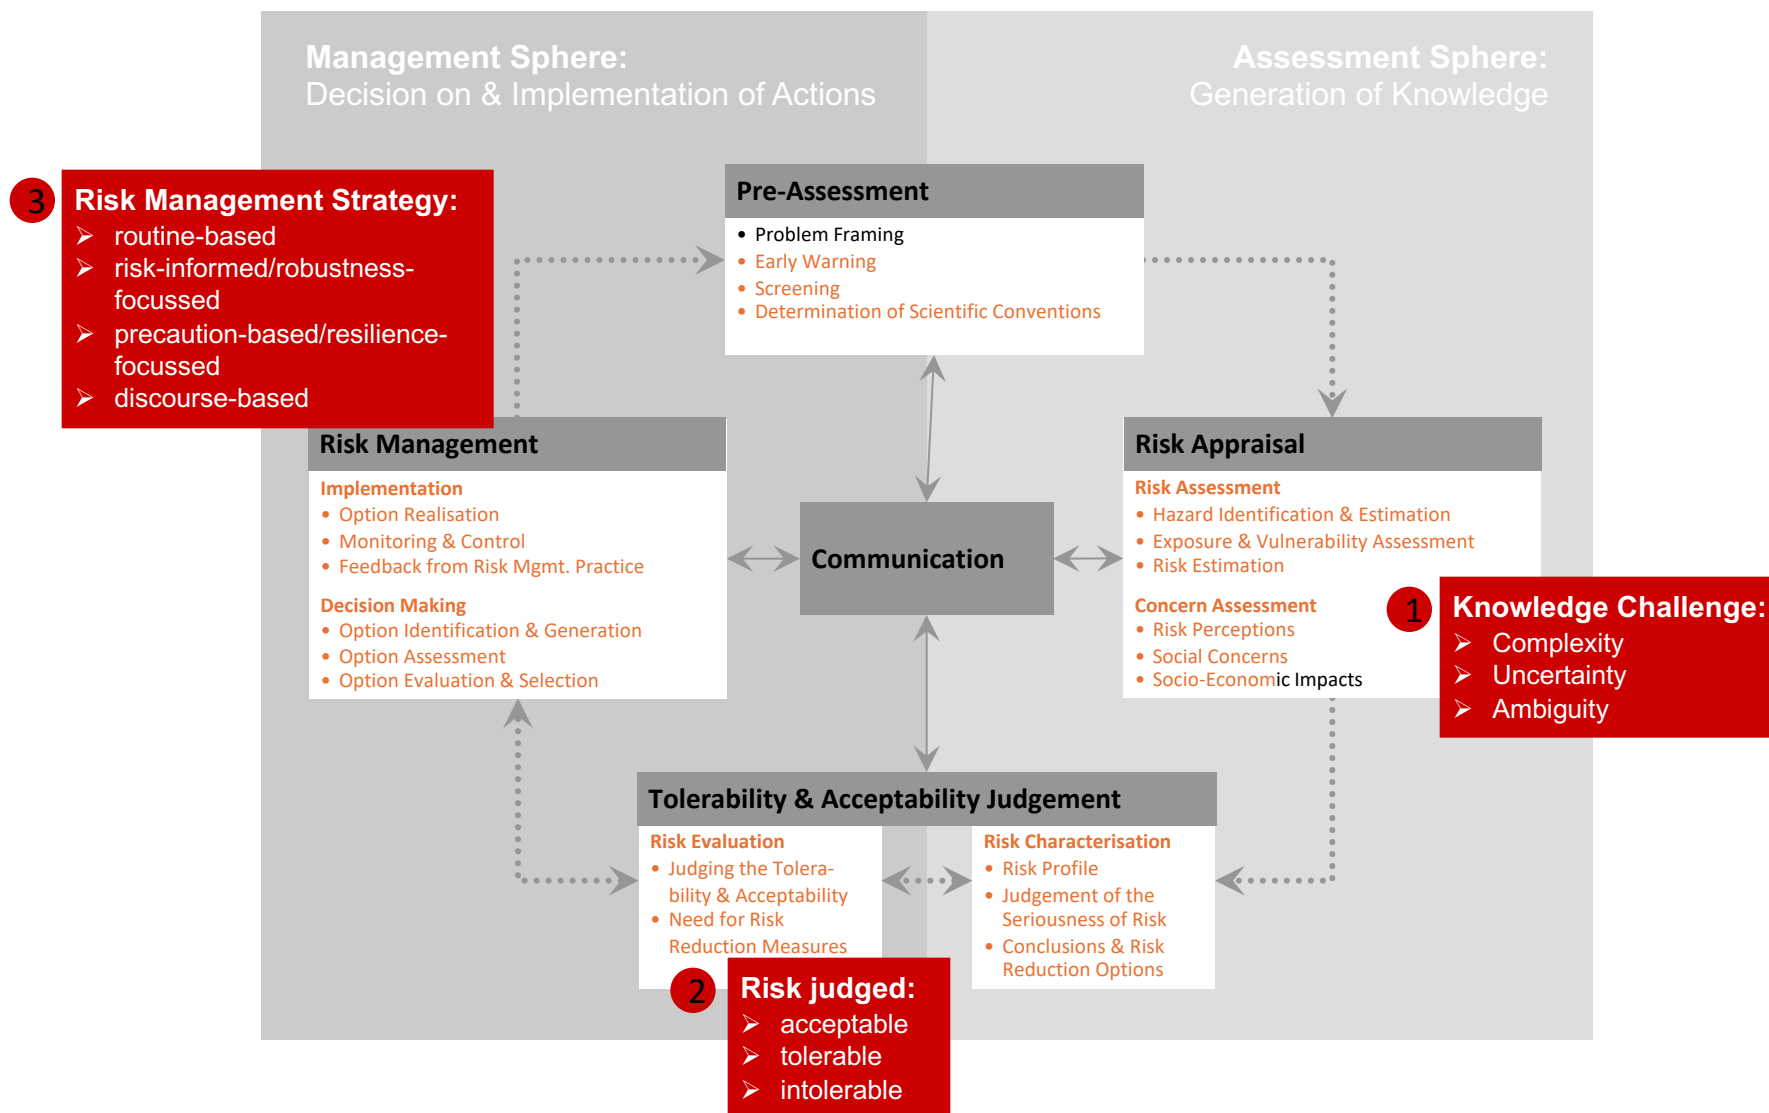 Management Sphere:
Decision on & Implementation of Actions
Assessment Sphere:
Generation of Knowledge
3
Risk Management Strategy:
➢ routine-based
➢ risk-informed/robustness-
focussed
➢ precaution-based/resilience-
focussed
➢ discourse-based
Pre-Assessment
• Problem Framing
• Early Warning
• Screening
• Determination of Scientific Conventions
Risk Management
Implementation
• Option Realisation
• Monitoring & Control
• Feedback from Risk Mgmt. Practice
Decision Making
• Option Identification & Generation
• Option Assessment
• Option Evaluation & Selection
Communication
Risk Appraisal
Risk Assessment
• Hazard Identification & Estimation
• Exposure & Vulnerability Assessment
• Risk Estimation
Concern Assessment
• Risk Perceptions
• Social Concerns
• Socio-Economic Impacts
1
Knowledge Challenge:
➢ Complexity
➢ Uncertainty
➢ Ambiguity
Tolerability & Acceptability Judgement
Risk Evaluation
• Judging the Tolera-
bility & Acceptability
• Need for Risk
Reduction Measures
Risk Characterisation
• Risk Profile
• Judgement of the
Seriousness of Risk
• Conclusions & Risk
Reduction Options
2
Risk judged:
➢ acceptable
➢ tolerable
➢ intolerable